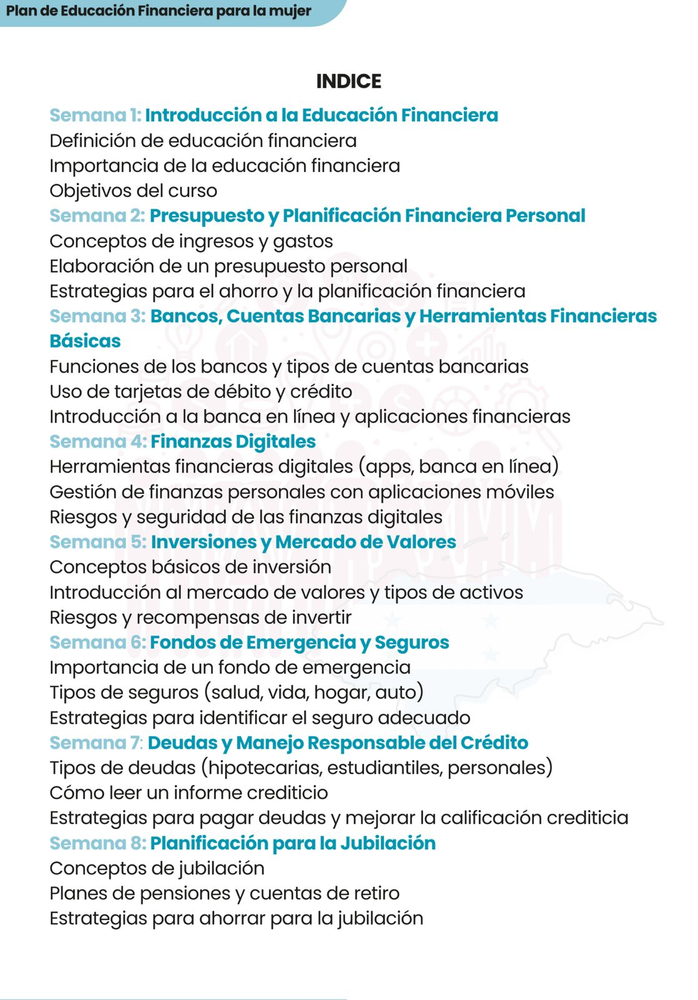 Plan de Educación Financiera para la mujer
INDICE
Semana 1: Introducción a la Educación Financiera
Definición de educación financiera
Importancia de la educación financiera
Objetivos del curso
Semana 2: Presupuesto y Planificación Financiera Personal
Conceptos de ingresos y gastos
Elaboración de un presupuesto personal
Estrategias para el ahorro y la planificación financiera
Semana 3: Bancos, Cuentas Bancarias y Herramientas Financieras
Básicas
Funciones de los bancos y tipos de cuentas bancarias
Uso de tarjetas de débito y crédito
Introducción a la banca en línea y aplicaciones financieras
Semana 4: Finanzas Digitales
Herramientas financieras digitales (apps, banca en línea)
Gestión de finanzas personales con aplicaciones móviles
Riesgos y seguridad de las finanzas digitales
Semana 5: Inversiones y Mercado de Valores
Conceptos básicos de inversión
Introducción al mercado de valores y tipos de activos
Riesgos y recompensas de invertir
Semana 6: Fondos de Emergencia y Seguros
Importancia de un fondo de emergencia
Tipos de seguros (salud, vida, hogar, auto)
Estrategias para identificar el seguro adecuado
Semana 7: Deudas y Manejo Responsable del Crédito
Tipos de deudas (hipotecarias, estudiantiles, personales)
Cómo leer un informe crediticio
Estrategias para pagar deudas y mejorar la calificación crediticia
Semana 8: Planificación para la Jubilación
Conceptos de jubilación
Planes de pensiones y cuentas de retiro
Estrategias para ahorrar para la jubilación